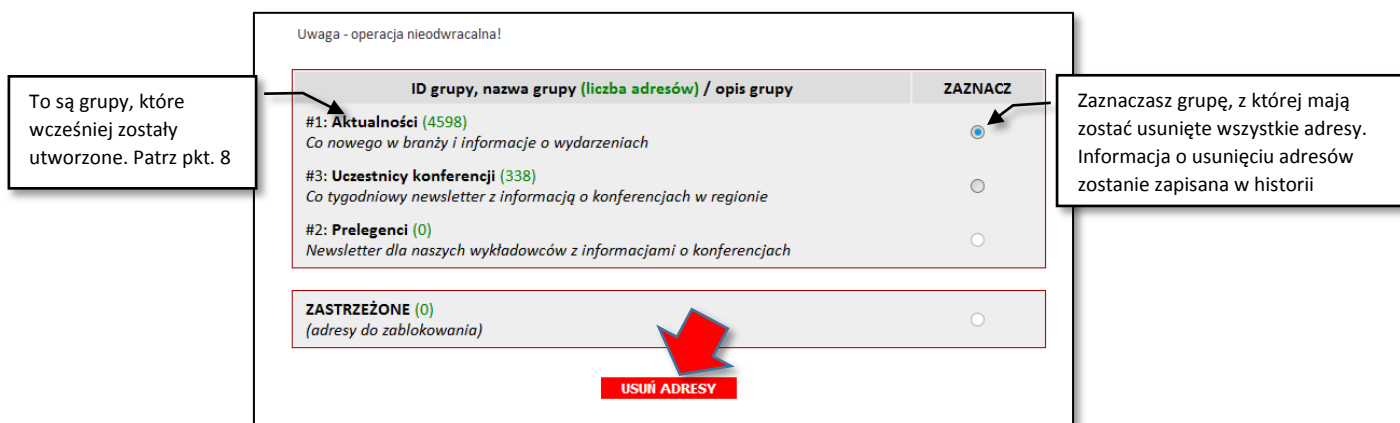 Uwaga - operacja nieodwracalna!
To są grupy, które
wcześniej zostały
utworzone. Patrz pkt. 8
ID grupy, nazwa grupy (liczba adresów) / opis grupy ZAZNACZ
#1: Aktualności (4598)
Co nowego w branży i informacje o wydarzeniach
#3: Uczestnicy konferencji (338)
Co tygodniowy newsletter z informacją o konferencjach w regionie
#2: Prelegenci (0)
Newsletter dla naszych wykładowców z informacjami o konferencjach
ZASTRZEŻONE (0)
(adresy do zablokowania)
USUŃ ADRESY
Zaznaczasz grupę, z której mają
zostać usunięte wszystkie adresy.
Informacja o usunięciu adresów
zostanie zapisana w historii